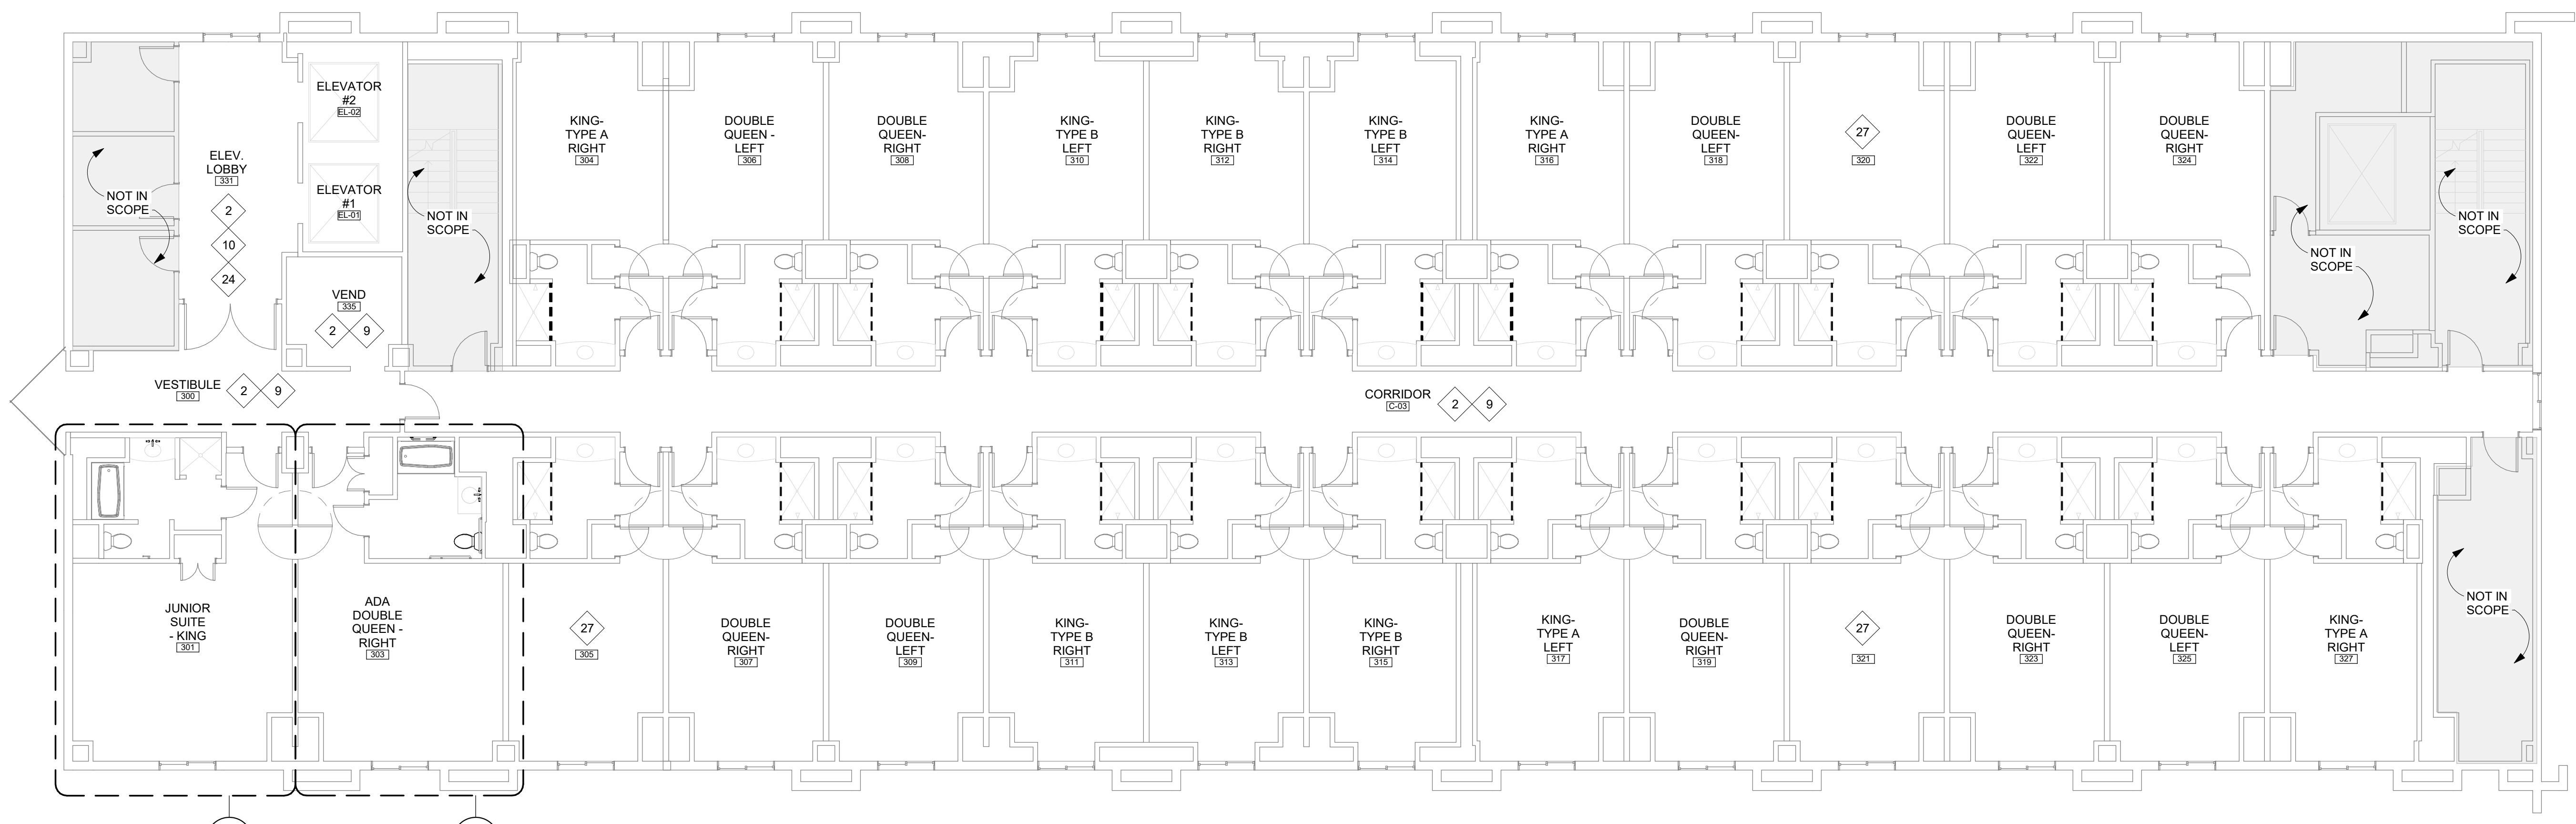 ELEVATOR
#2
EL-02
ELEV.
LOBBY
331
2
10
24
ELEVATOR
#1
EL-01
NOT IN
SCOPE
NOT IN
SCOPE
VEND
335
2
9
VESTIBULE
300
2
9
KING-
TYPE A
RIGHT
304
DOUBLE
QUEEN -
LEFT
306
DOUBLE
QUEEN-
RIGHT
308
KING-
TYPE B
LEFT
310
KING-
TYPE B
RIGHT
312
KING-
TYPE B
LEFT
314
KING-
TYPE A
RIGHT
316
DOUBLE
QUEEN-
LEFT
318
27
320
DOUBLE
QUEEN-
LEFT
322
DOUBLE
QUEEN-
RIGHT
324
NOT IN
SCOPE
NOT IN
SCOPE
CORRIDOR
C-03
2
9
JUNIOR
SUITE
- KING
301
ADA
DOUBLE
QUEEN -
RIGHT
303
27
305
DOUBLE
QUEEN-
RIGHT
307
DOUBLE
QUEEN-
LEFT
309
KING-
TYPE B
RIGHT
311
KING-
TYPE B
LEFT
313
KING-
TYPE B
RIGHT
315
KING-
TYPE A
LEFT
317
DOUBLE
QUEEN-
RIGHT
319
27
321
DOUBLE
QUEEN-
RIGHT
323
DOUBLE
QUEEN-
LEFT
325
KING-
TYPE A
RIGHT
327
NOT IN
SCOPE